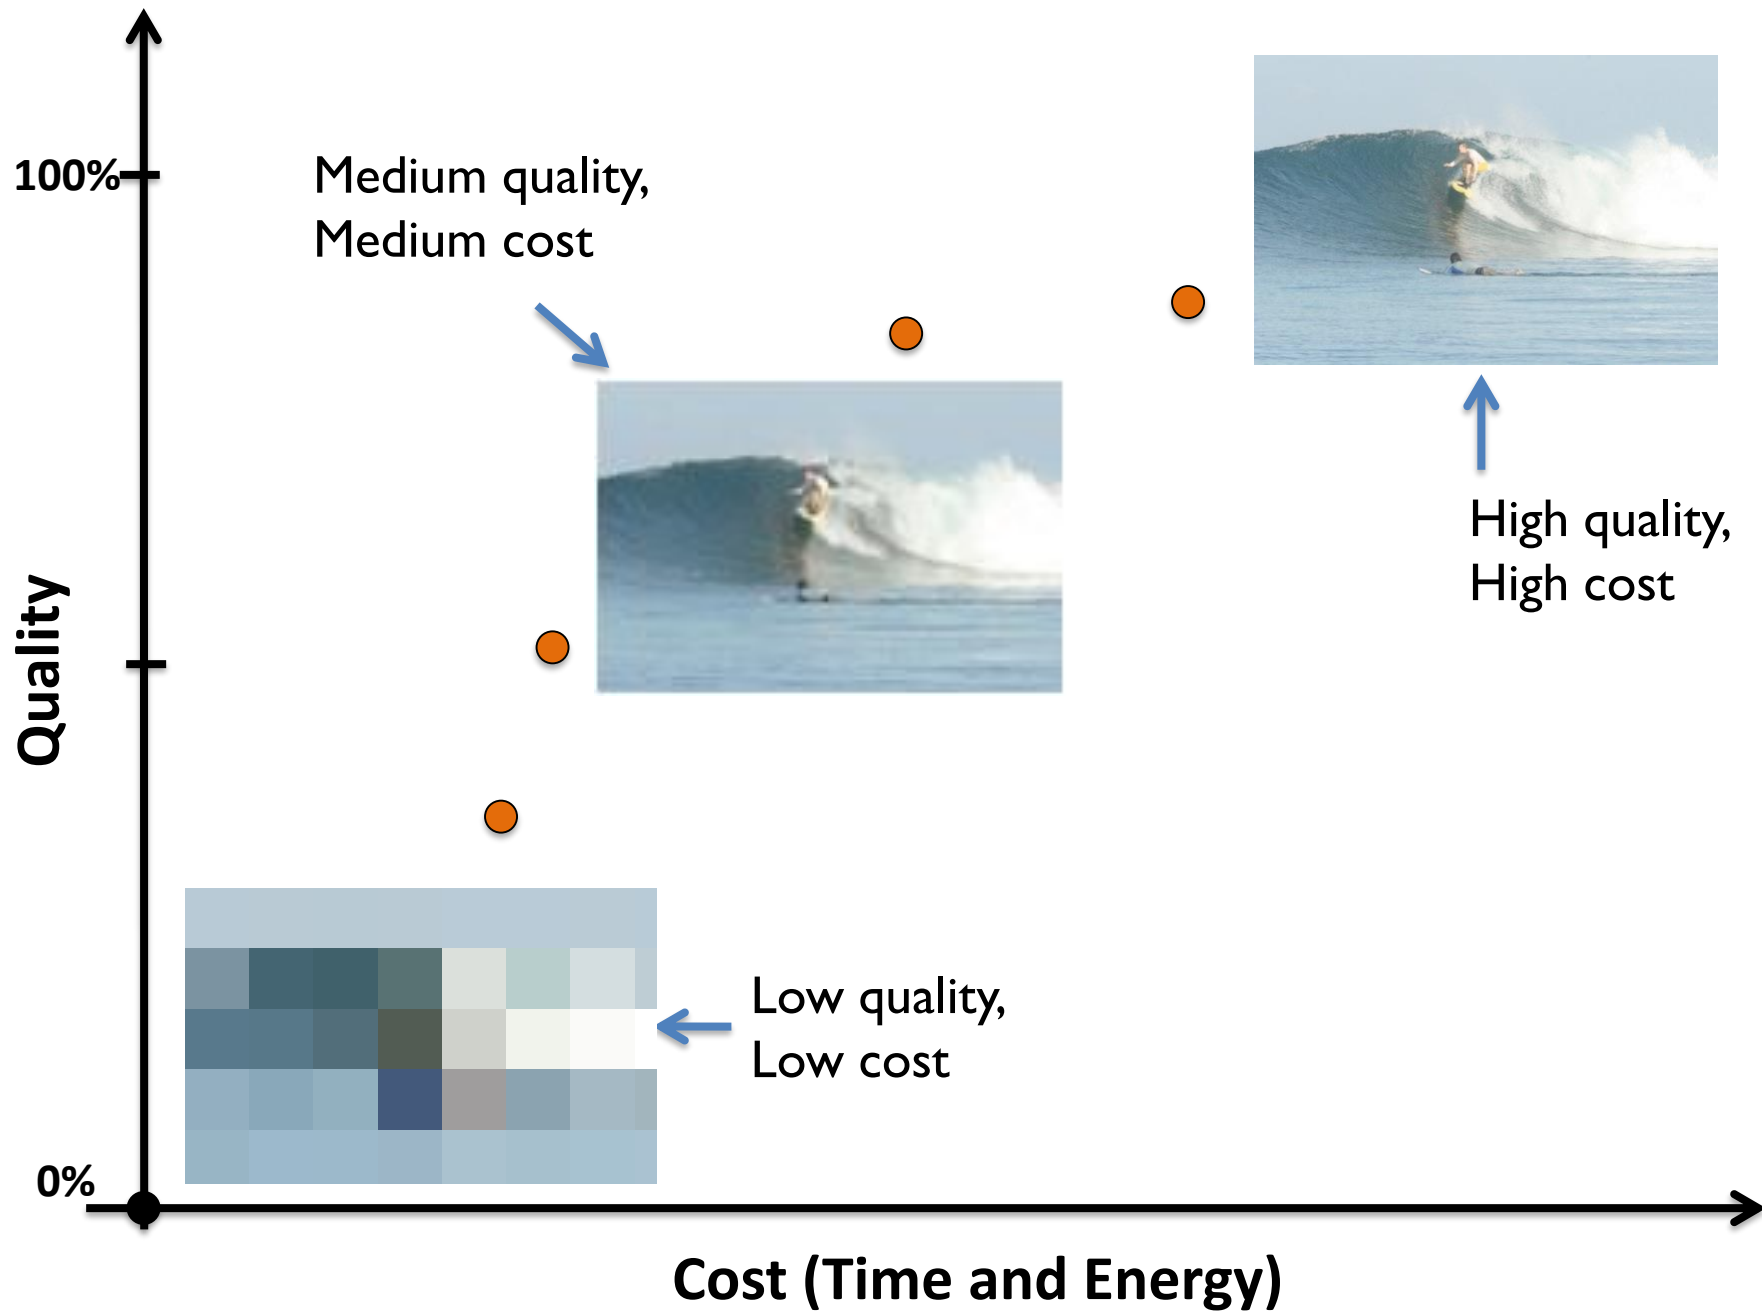 100%
Medium quality,
Medium cost
High quality,
High cost
Quality
Low quality,
Low cost
0%
Cost (Time and Energy)